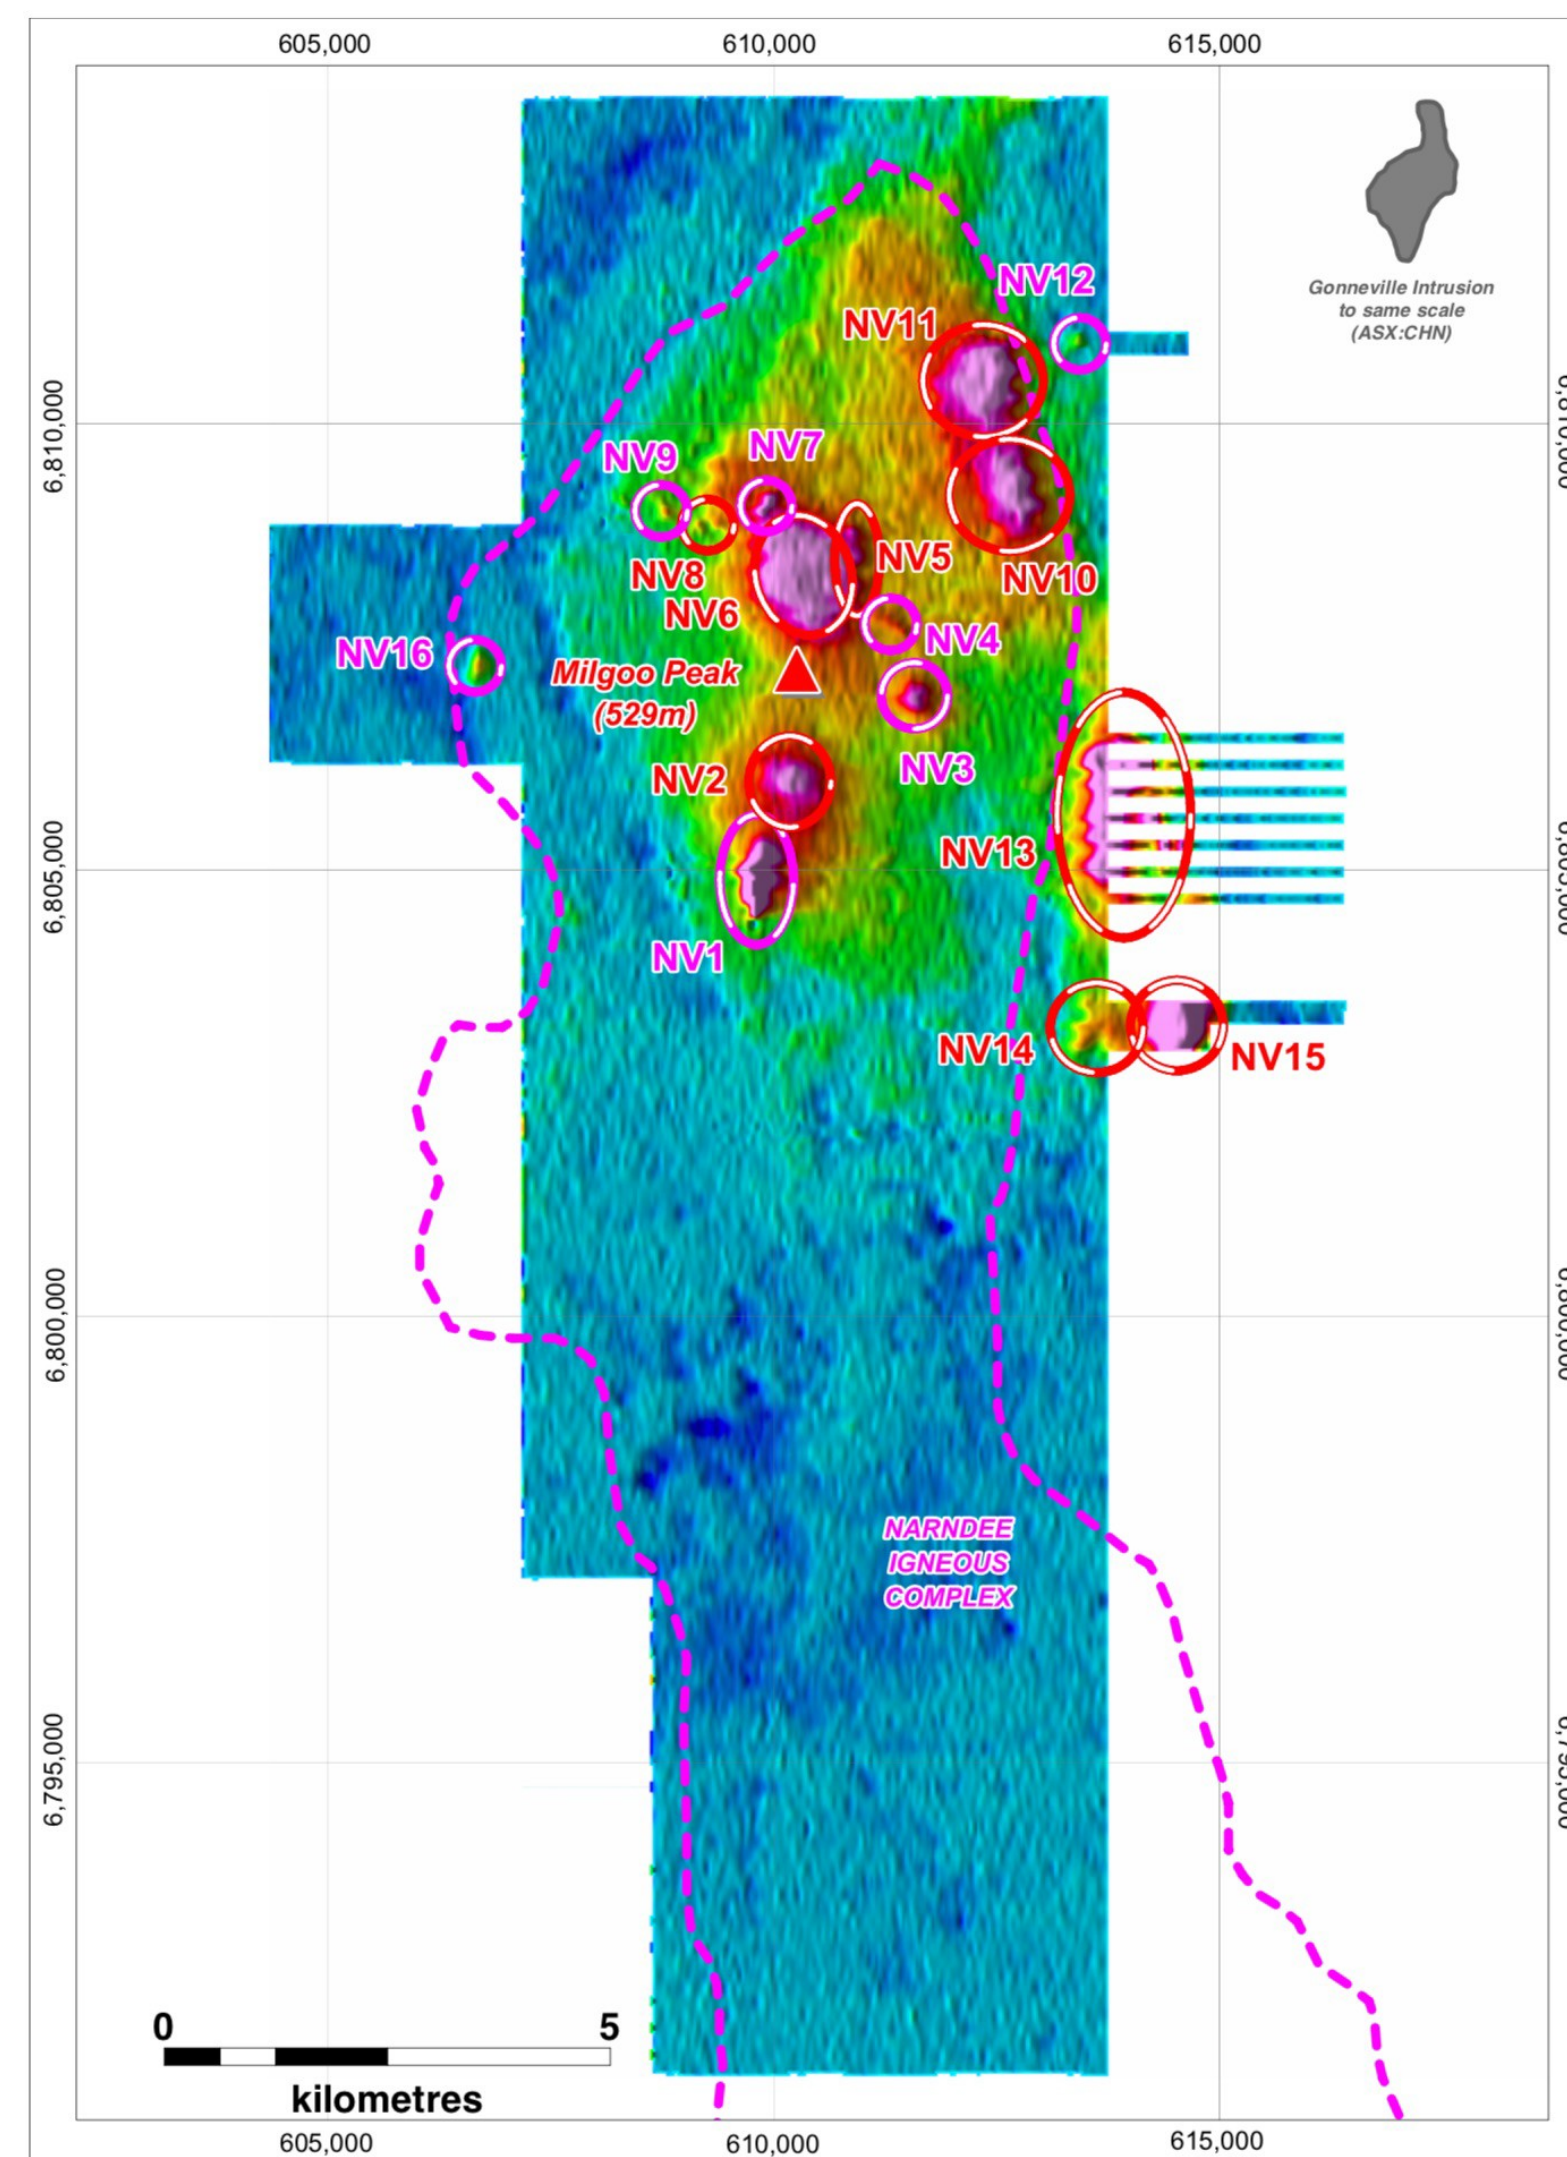 605,000
610,000
615,000
Gonneville Intrusion
to same scale
(ASX:CHN)
NV12
NV11
6,810,000
NV9
NV7
NV5
NV8
NV10
NV6
NV4
NV16
Milgoo Peak
(529m)
NV3
NV2
NV13
6,805,000
NV1
NV14
NV15
6,800,000
NARNDEE
IGNEOUS
COMPLEX
6,795,000
0
5
kilometres
605,000
610,000
615,000